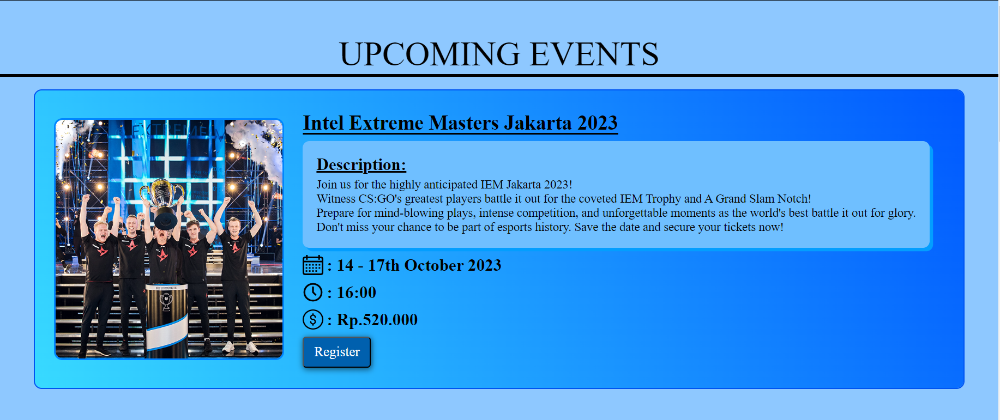 UPCOMING EVENTS
Intel Extreme Masters Jakarta 2023
Description:
Join us for the highly anticipated IEM Jakarta 2023!
Witness CS:GO's greatest players battle it out for the coveted IEM Trophy and A Grand Slam Notch!
Prepare for mind-blowing plays, intense competition, and unforgettable moments as the world's best battle it out for glory.
Don't miss your chance to be part of esports history. Save the date and secure your tickets now!
: 14 - 17th October 2023
: 16:00
$ : Rp.520.000
Register